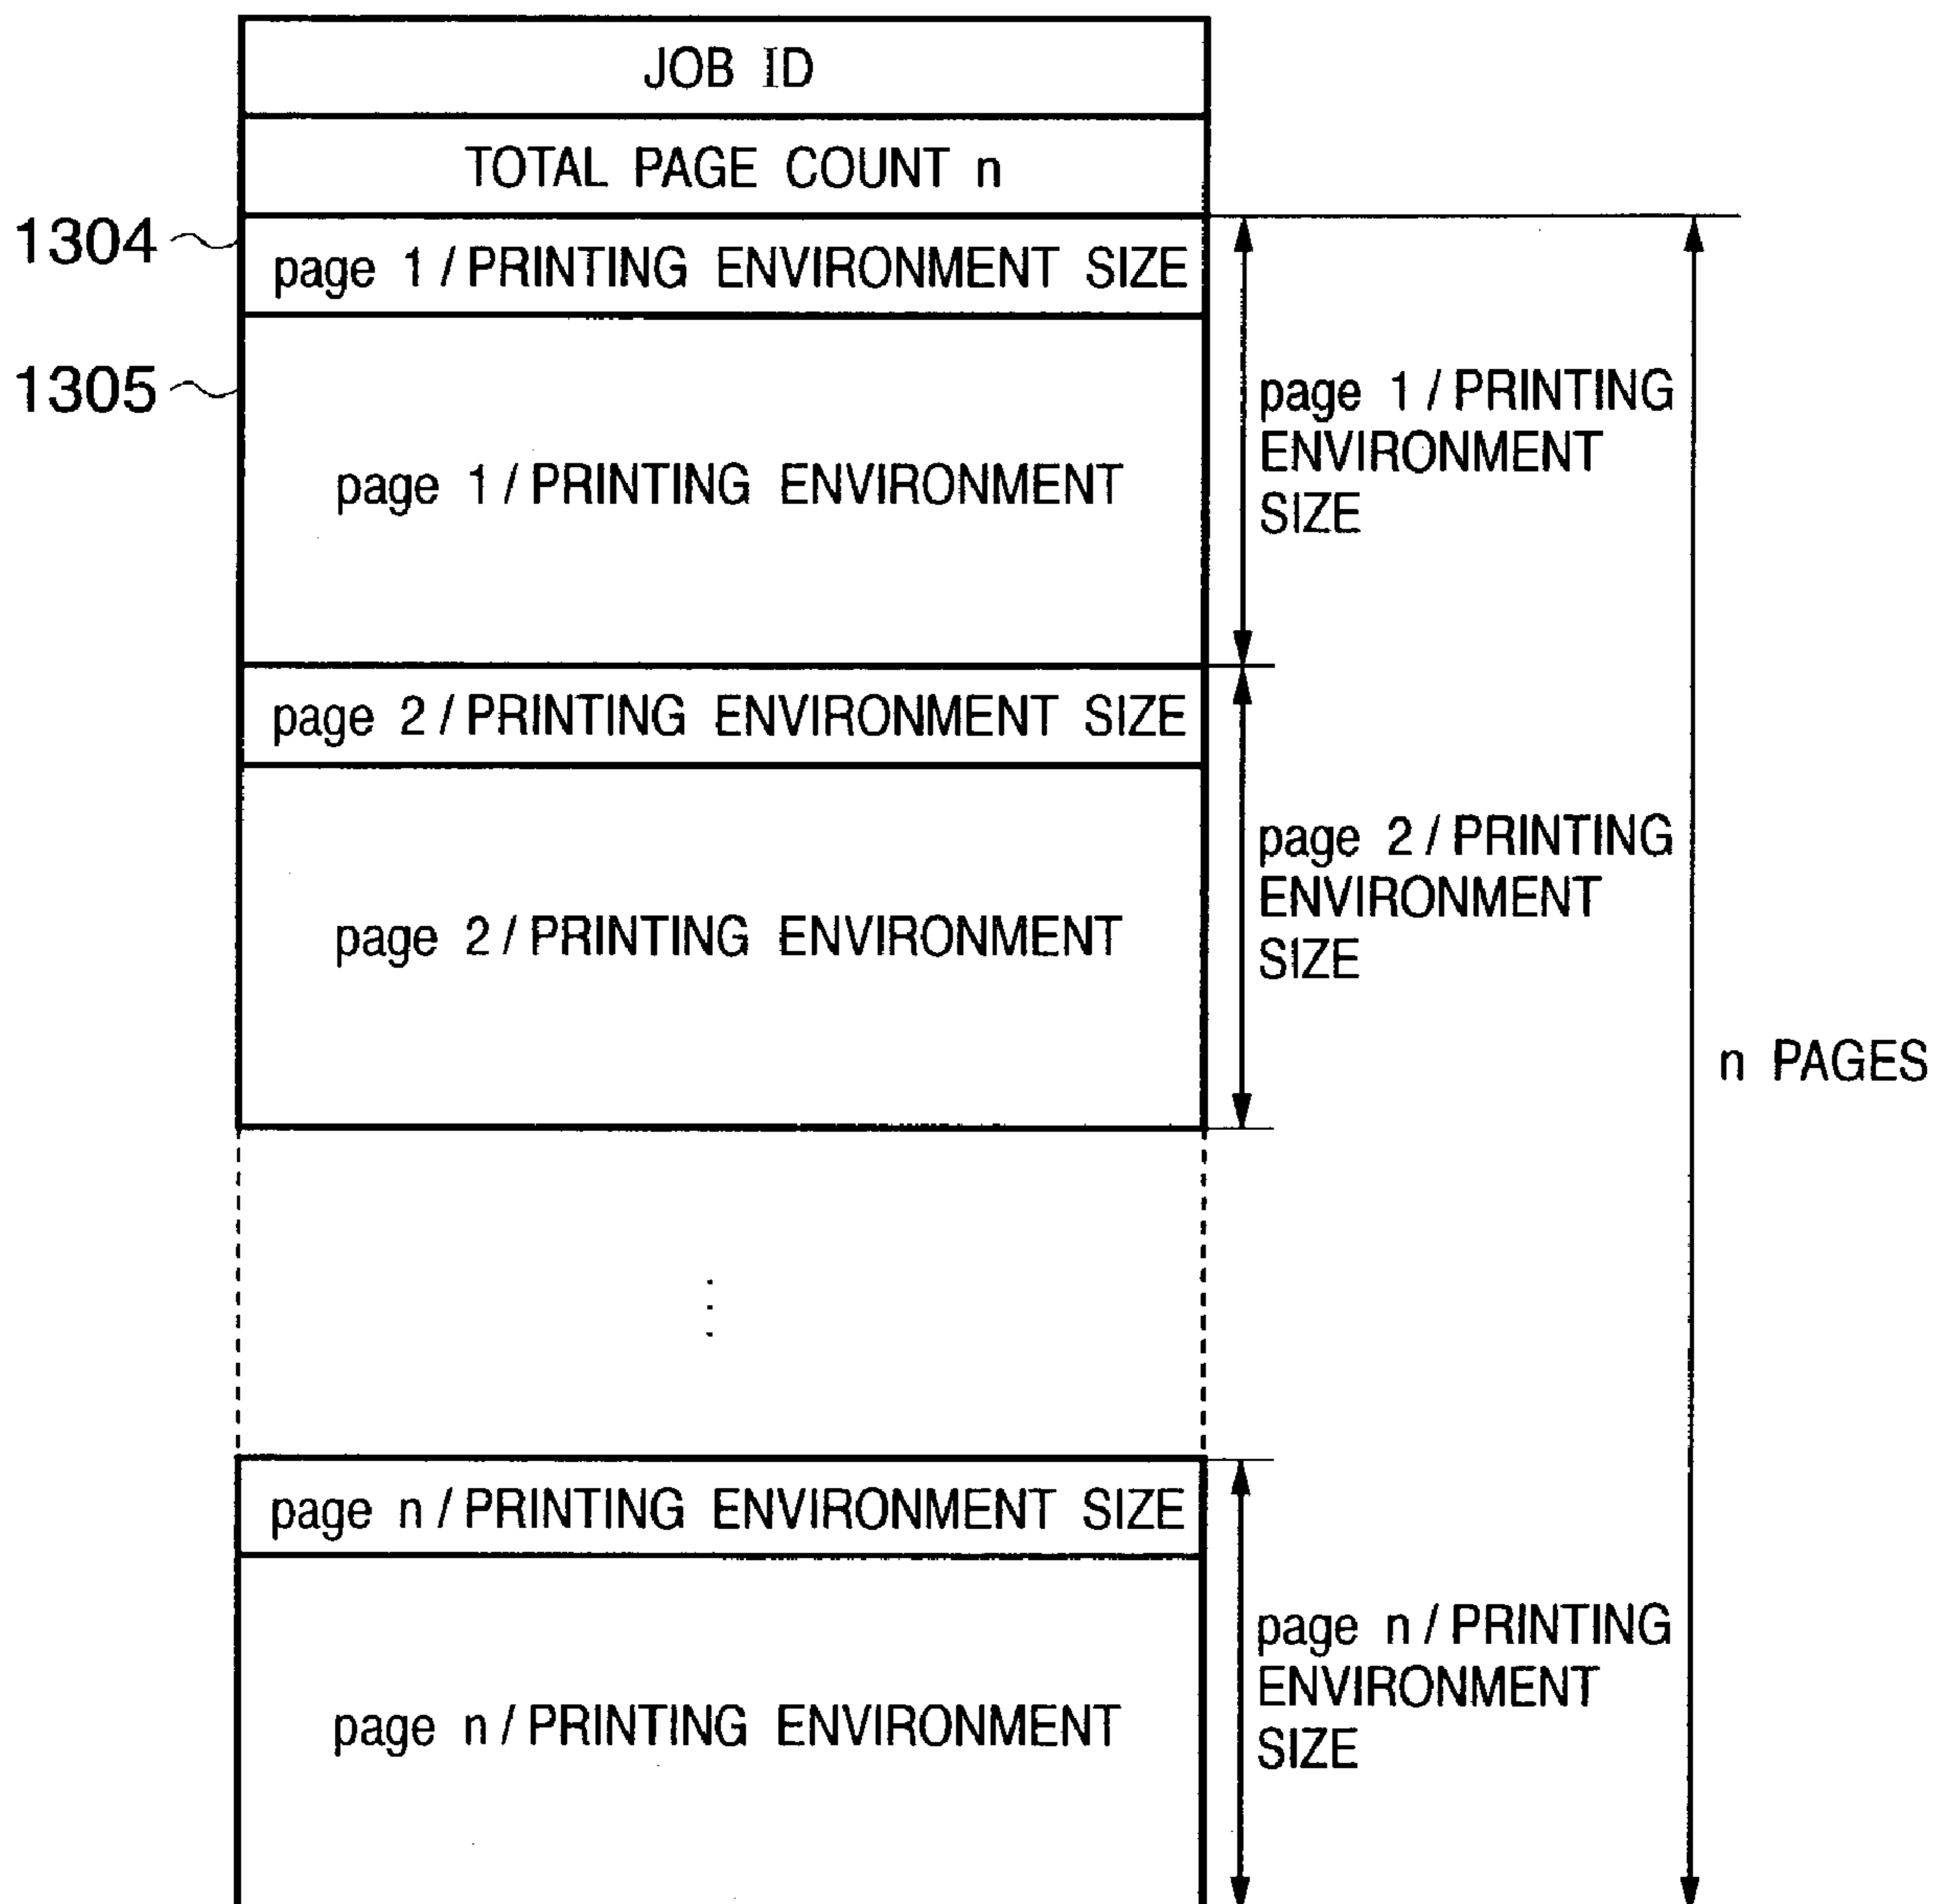 JOB ID
TOTAL PAGE COUNT n
1304
page 1 / PRINTING ENVIRONMENT SIZE
1305
page 1 / PRINTING ENVIRONMENT
page 1 / PRINTING
ENVIRONMENT
SIZE
page 2 / PRINTING ENVIRONMENT SIZE
page 2 / PRINTING ENVIRONMENT
page 2 / PRINTING
ENVIRONMENT
SIZE
n PAGES
page n / PRINTING ENVIRONMENT SIZE
page n / PRINTING ENVIRONMENT
page n / PRINTING
ENVIRONMENT
SIZE